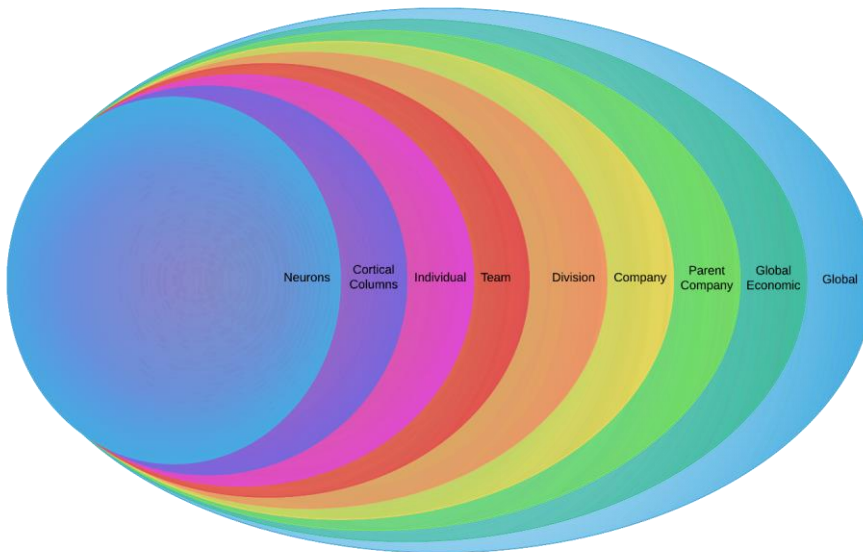 Neurons
Cortical
Columns
Individual
Team
Division
Company
Parent
Company
Global
Economic
Global